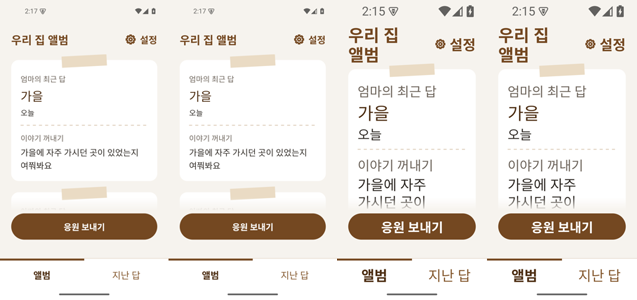 2:17
우리 집 앨범
설정
엄마의 최근 답
가을
오늘
이야기 꺼내기
가을에 자주 가시던 곳이 있었는지
여쭤봐요
응원 보내기
앨범
지난 답
2:17
우리 집 앨범
설정
엄마의 최근 답
가을
오늘
이야기 꺼내기
가을에 자주 가시던 곳이 있었는지
여쭤봐요
응원 보내기
앨범
지난 답
2:15
우리 집
앨범
설정
엄마의 최근 답
가을
오늘
이야기 꺼내기
가을에 자주
가시던 곳이
응원 보내기
앨범
지난 답
2:15
우리 집
앨범
설정
엄마의 최근 답
가을
오늘
이야기 꺼내기
가을에 자주
가시던 곳이
응원 보내기
앨범
지난 답